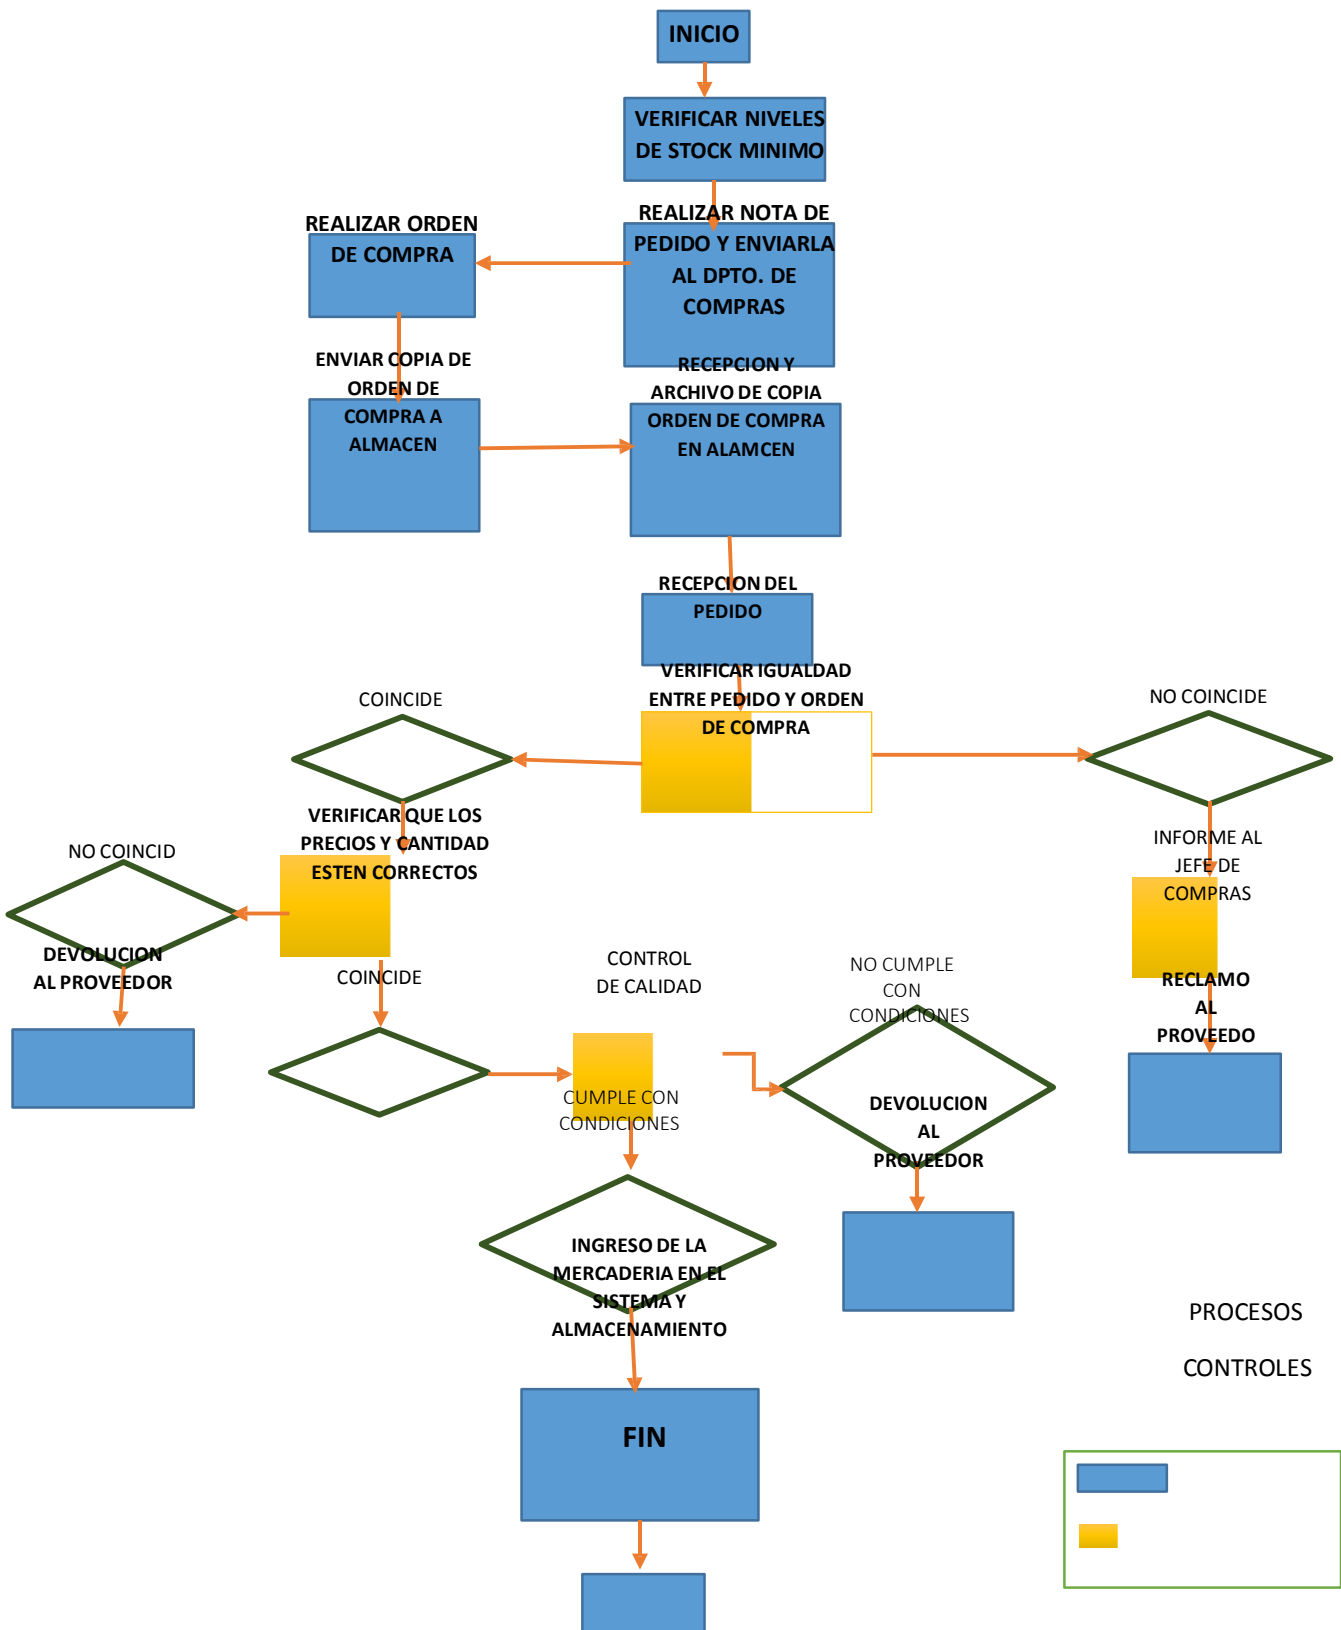 INICIO
VERIFICAR NIVELES
DE STOCK MINIMO
REALIZAR NOTA DE
PEDIDO Y ENVIARLA
AL DPTO. DE
COMPRAS
REALIZAR ORDEN
DE COMPRA
ENVIAR COPIA DE
ORDEN DE
COMPRA A
ALMACEN
RECEPCION Y
ARCHIVO DE COPIA
ORDEN DE COMPRA
EN ALAMCEN
RECEPCION DEL
PEDIDO
VERIFICAR IGUALDAD
ENTRE PEDIDO Y ORDEN
DE COMPRA
COINCIDE
NO COINCIDE
VERIFICAR QUE LOS
PRECIOS Y CANTIDAD
ESTEN CORRECTOS
NO COINCID
INFORME AL
JEFE DE
COMPRAS
DEVOLUCION
AL PROVEEDOR
COINCIDE
CONTROL
DE CALIDAD
NO CUMPLE
CON
CONDICIONES
RECLAMO
AL
PROVEEDO
CUMPLE CON
CONDICIONES
DEVOLUCION
AL
PROVEEDOR
INGRESO DE LA
MERCADERIA EN EL
SISTEMA Y
ALMACENAMIENTO
PROCESOS
CONTROLES
FIN